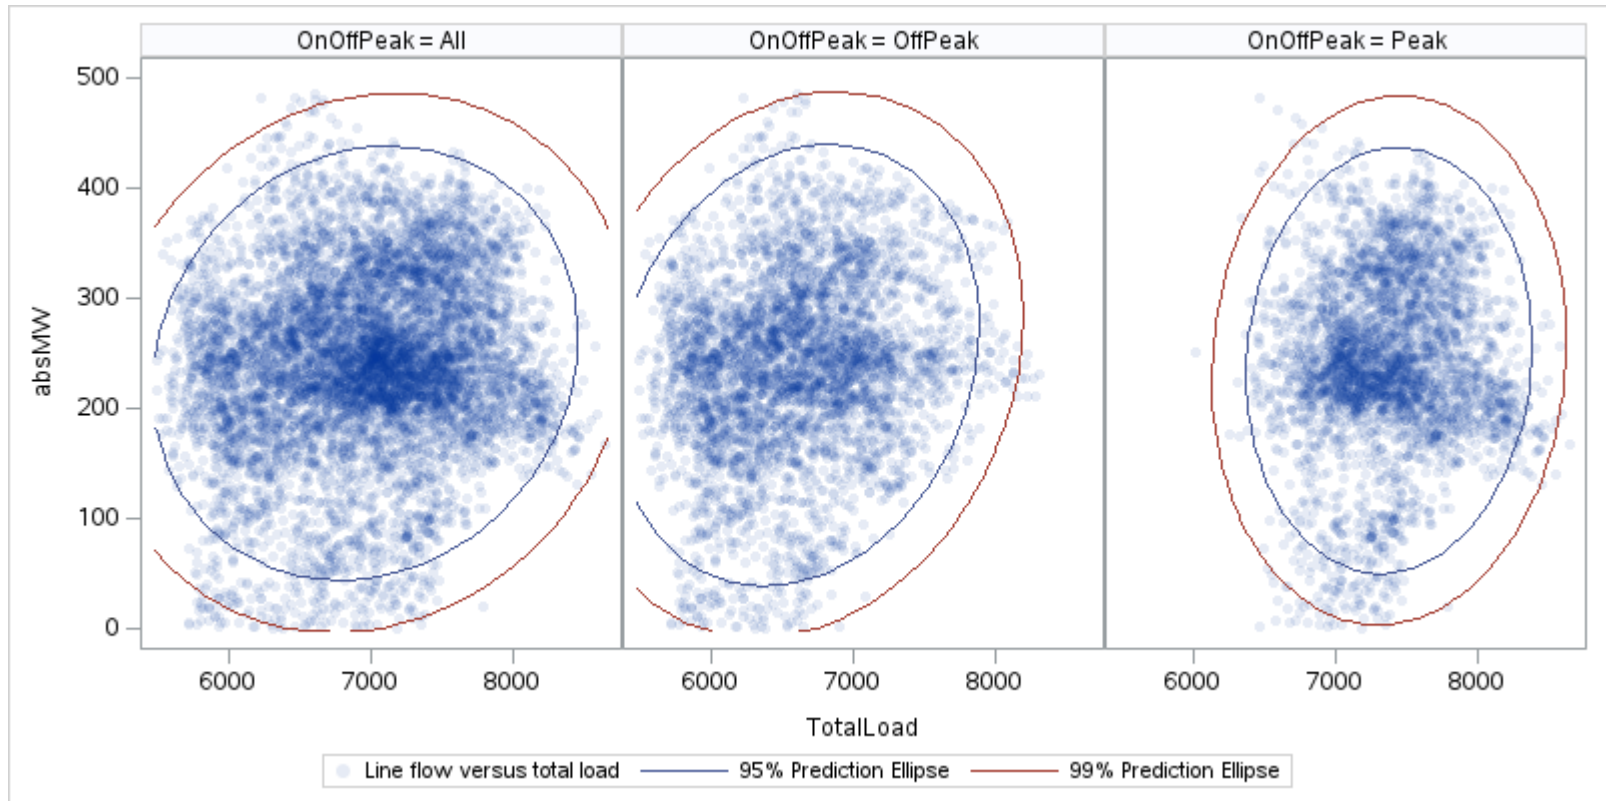 OnOffPeak = All
OnOffPeak = OffPeak
OnOffPeak = Peak
absMW
500
400
300
200
100
0
6000 7000 8000
6000 7000 8000
6000 7000 8000
TotalLoad
Line flow versus total load
95% Prediction Ellipse
99% Prediction Ellipse